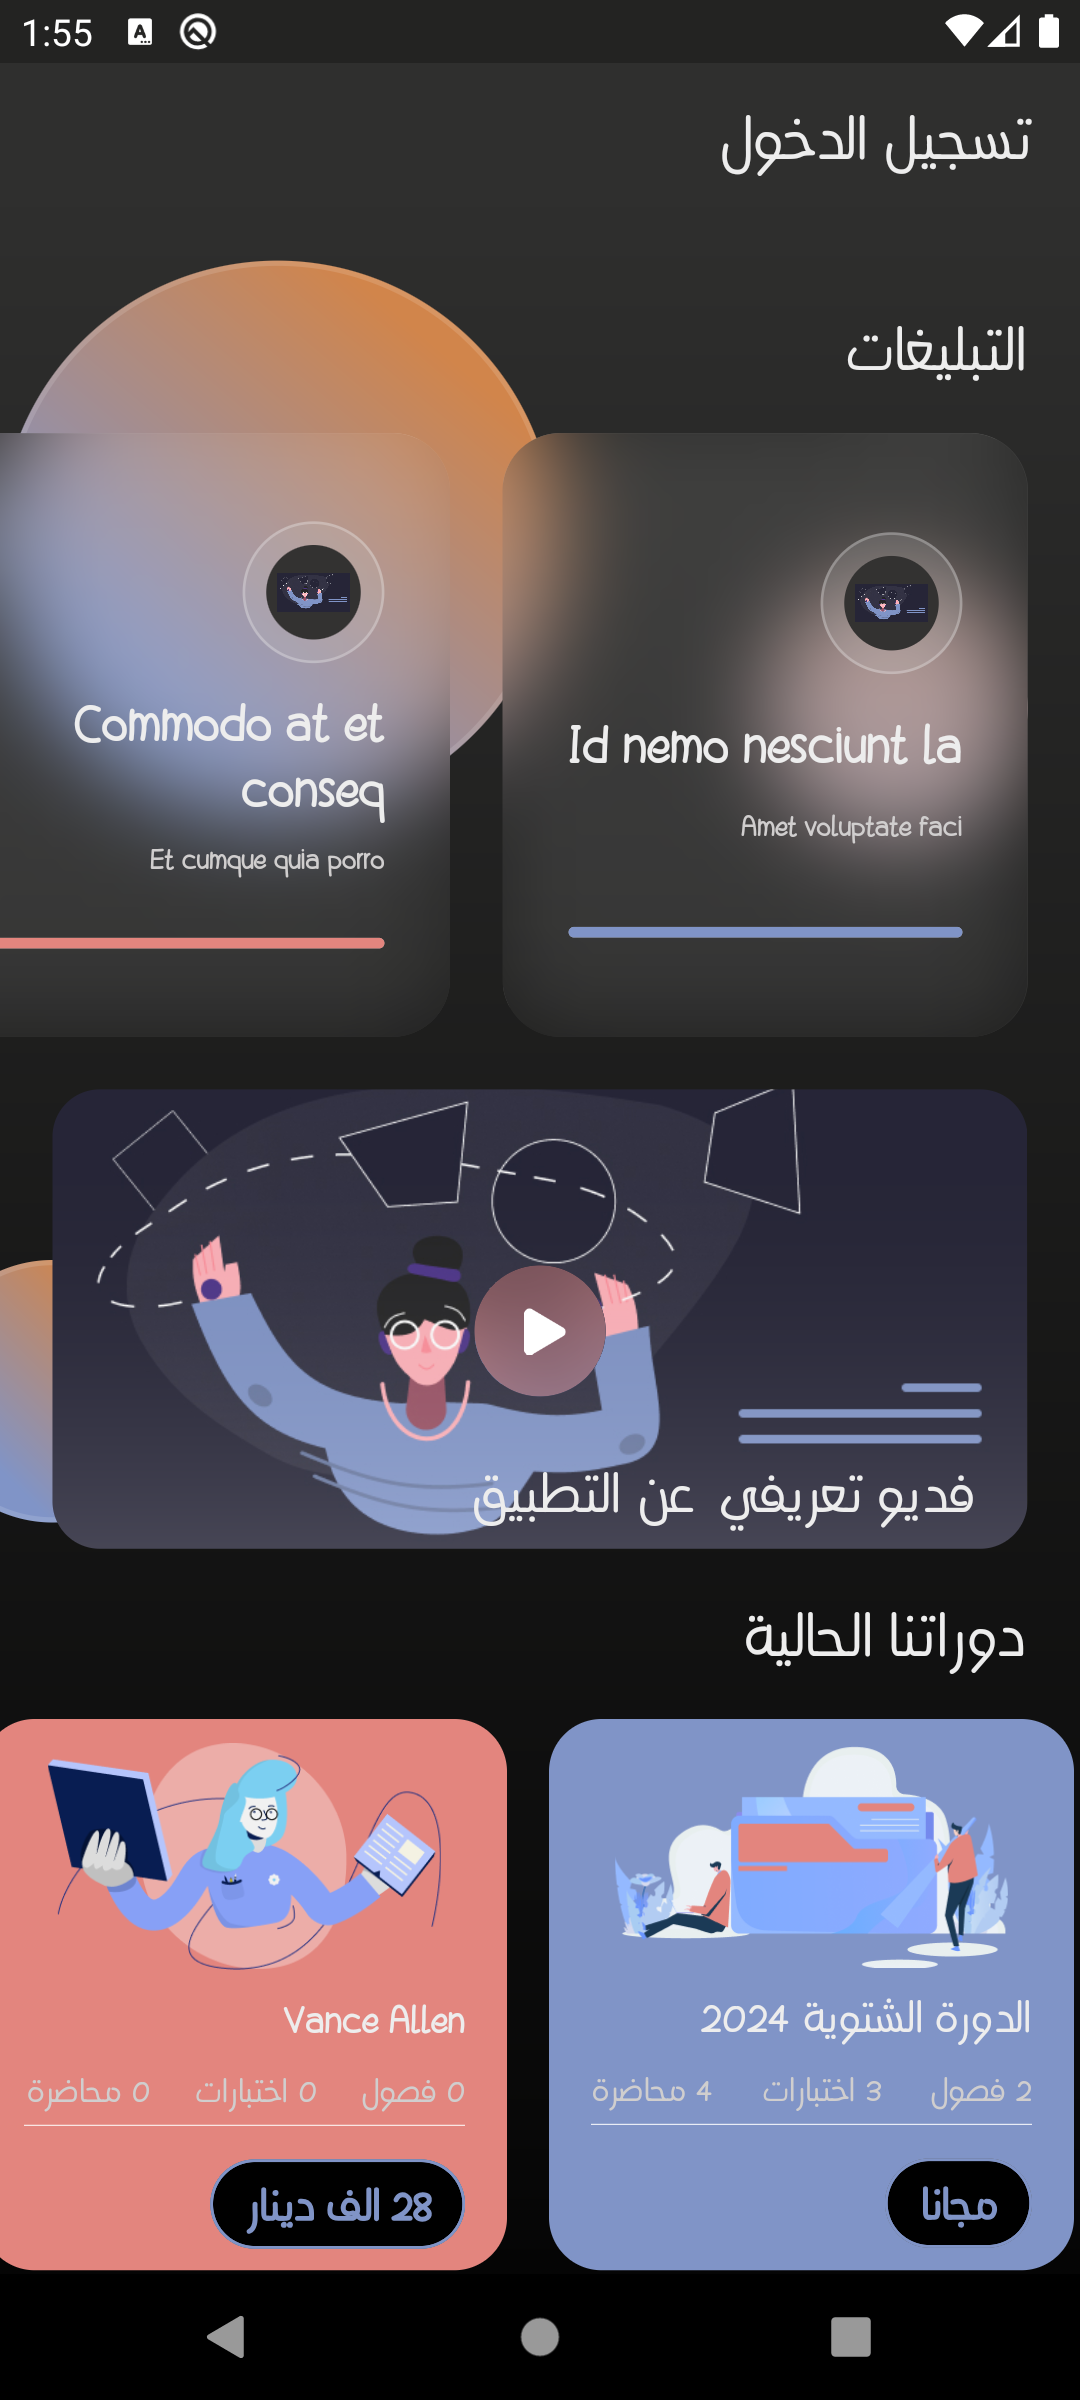 1:55
تسجيل الدخول
التبليغات
Id nemo nesciunt la
Amet voluptate faci
Commodo at et
conseq
Et cumque quia porro
فديو تعريفي عن التطبيق
دوراتنا الحالية
الدورة الشتوية 2024
2 فصول 3 اختبارات 4 محاضرة
مجانا
Vance Allen
0 فصول 0 اختبارات 0 محاضرة
28 الف دينار